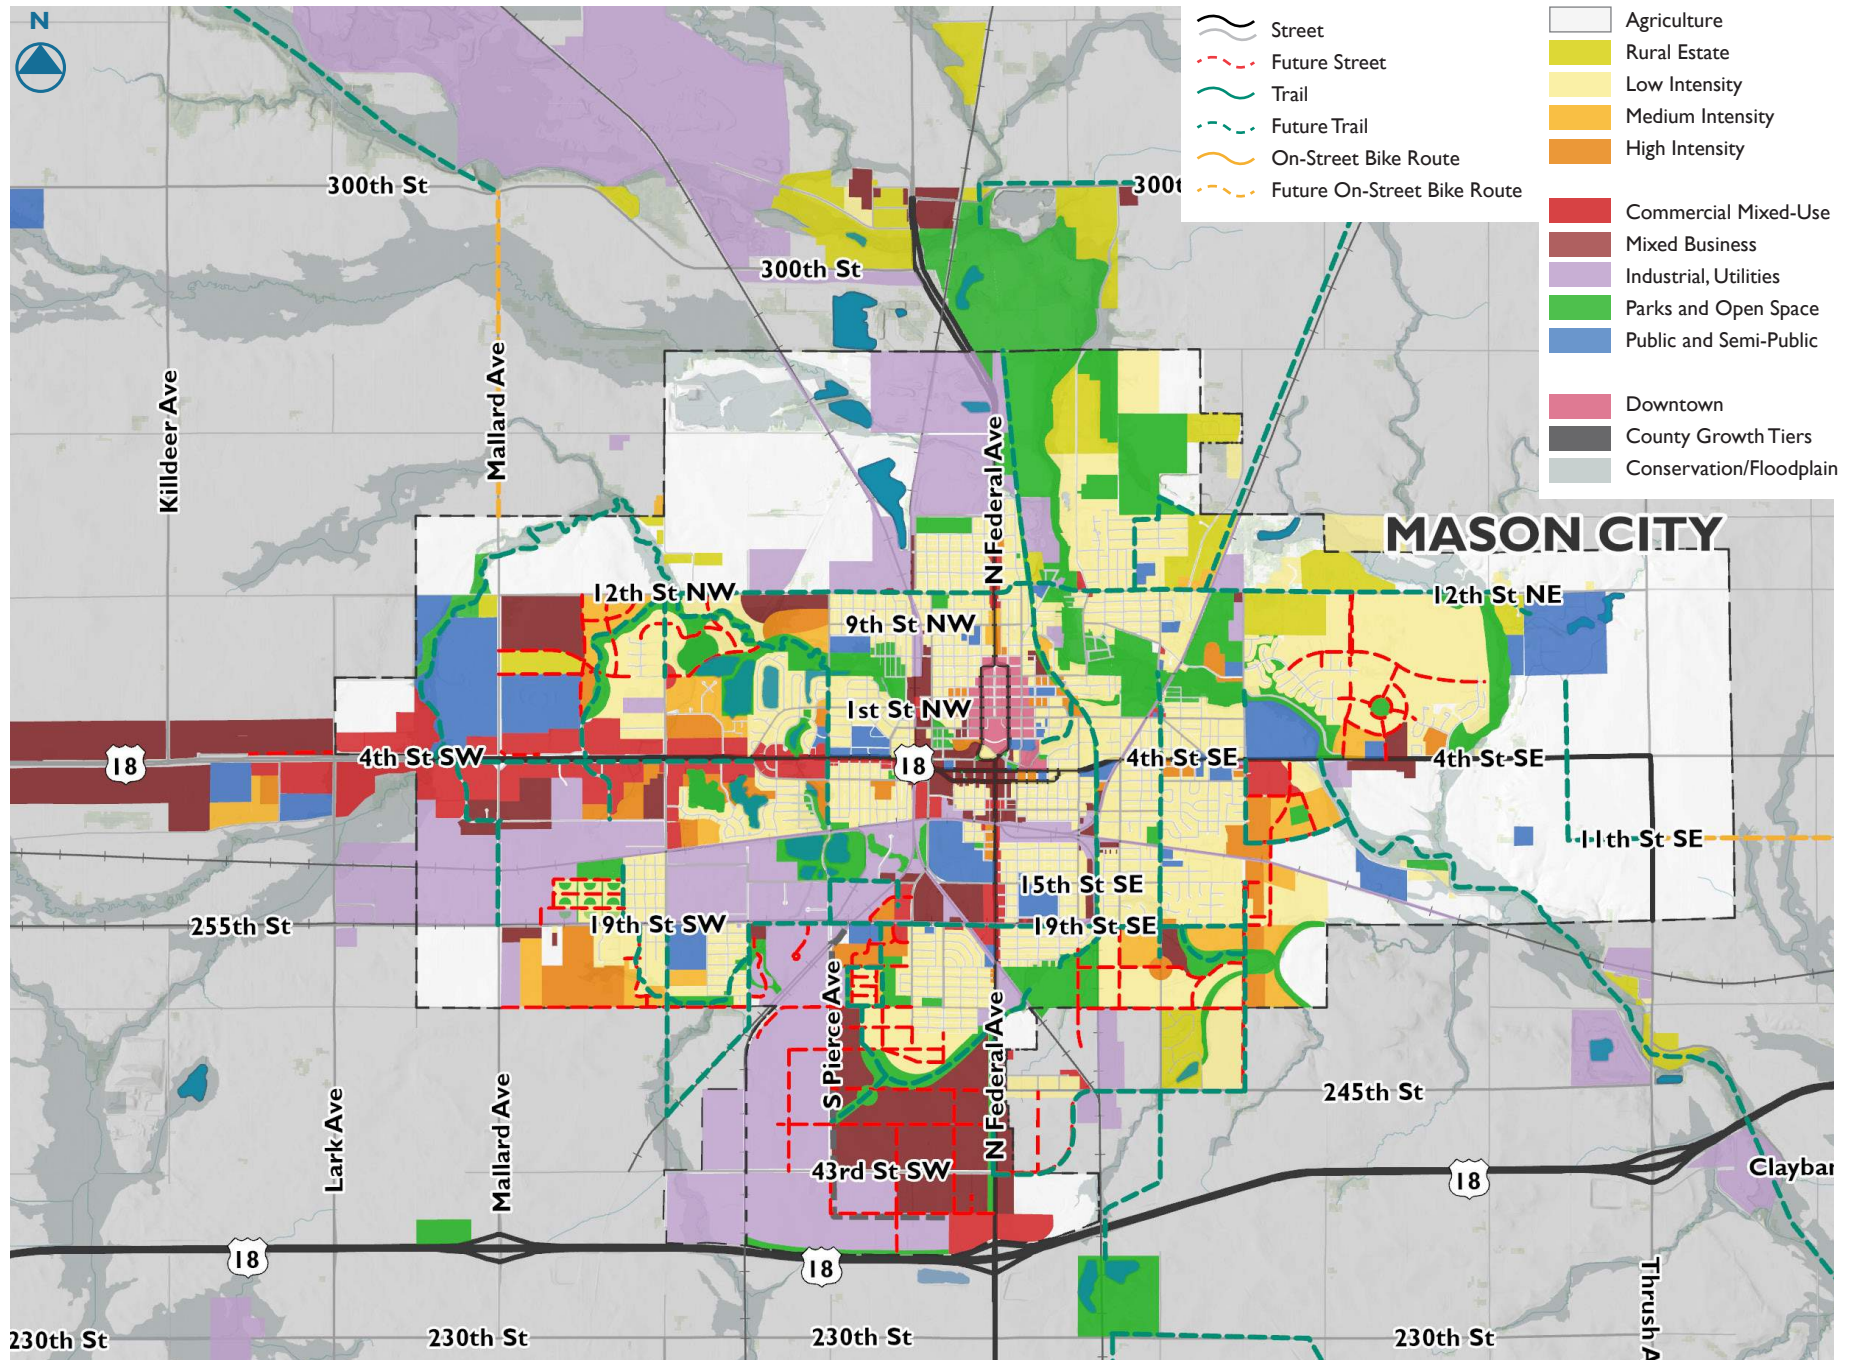 N
Street
Future Street
Trail
Future Trail
On-Street Bike Route
Future On-Street Bike Route
Agriculture
Rural Estate
Low Intensity
Medium Intensity
High Intensity
Commercial Mixed-Use
Mixed Business
Industrial, Utilities
Parks and Open Space
Public and Semi-Public
Downtown
County Growth Tiers
Conservation/Floodplain
300th St
300t
300th St
Killdeer Ave
Mallard Ave
N Federal Ave
MASON CITY
12th St NW
12th St NE
9th St NW
1st St NW
18
4th St SW
18
4th St SE
4th St SE
11th St SE
15th St SE
255th St
19th St SW
19th St SE
S Pierce Ave
N Federal Ave
Lark Ave
Mallard Ave
245th St
43rd St SW
18
Claybar
18
18
Thrush A
230th St
230th St
230th St
230th St